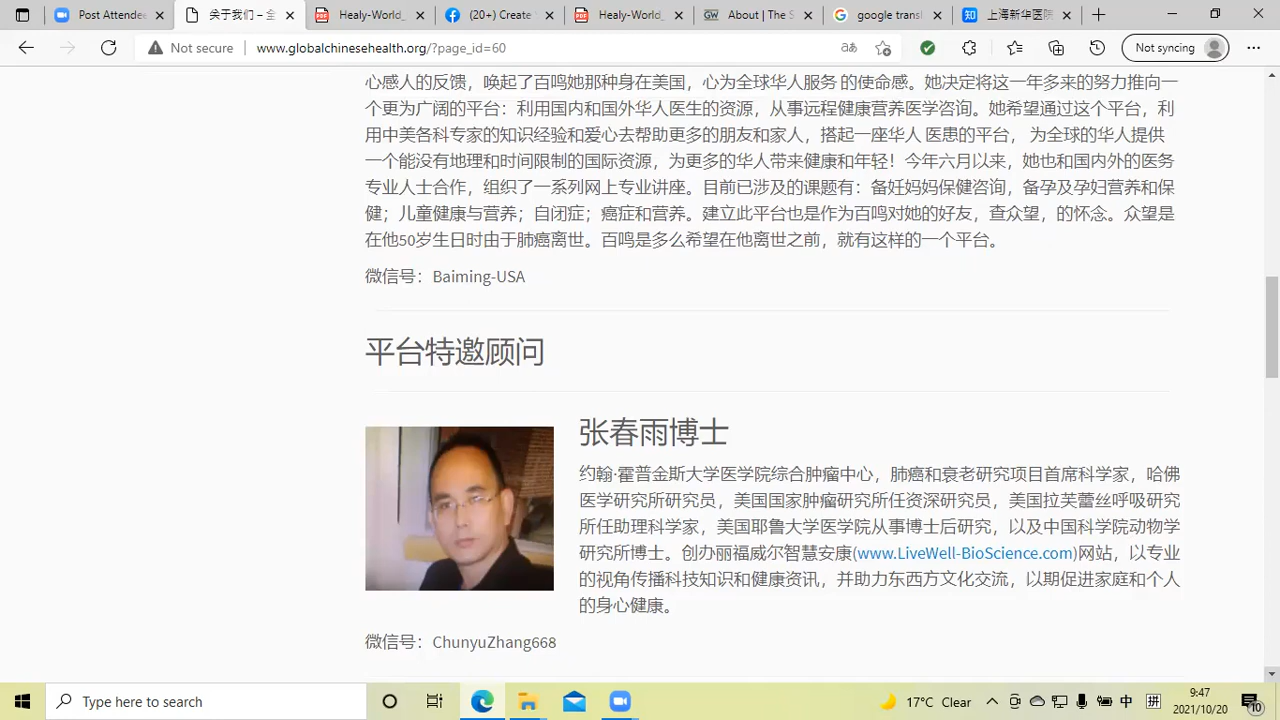 Post Attende
关于我们 – 全
Healy-World_
(20+) Create
Healy-World_
About | The S
google transl
上海新华医院
Not secure
www.globalchinesehealth.org/?page_id=60
Not syncing
心感人的反馈，唤起了百鸣她那种身在美国，心为全球华人服务 的使命感。她决定将这一年多来的努力推向一
个更为广阔的平台：利用国内和国外华人医生的资源，从事远程健康营养医学咨询。她希望通过这个平台，利
用中美各科专家的知识经验和爱心去帮助更多的朋友和家人，搭起一座华人 医患的平台， 为全球的华人提供
一个能没有地理和时间限制的国际资源，为更多的华人带来健康和年轻！今年六月以来，她也和国内外的医务
专业人士合作，组织了一系列网上专业讲座。目前已涉及的课题有：备妊妈妈保健咨询，备孕及孕妇营养和保
健；儿童健康与营养；自闭症；癌症和营养。建立此平台也是作为百鸣对她的好友，查众望，的怀念。众望是
在他50岁生日时由于肺癌离世。百鸣是多么希望在他离世之前，就有这样的一个平台。
微信号：Baiming-USA
平台特邀顾问
张春雨博士
约翰·霍普金斯大学医学院综合肿瘤中心，肺癌和衰老研究项目首席科学家，哈佛
医学研究所研究员，美国国家肿瘤研究所任资深研究员，美国拉芙蕾丝呼吸研究
所任助理科学家，美国耶鲁大学医学院从事博士后研究，以及中国科学院动物学
研究所博士。创办丽福威尔智慧安康(www.LiveWell-BioScience.com)网站，以专业
的视角传播科技知识和健康资讯，并助力东西方文化交流，以期促进家庭和个人
的身心健康。
微信号：ChunyuZhang668
Type here to search
17°C Clear
中
拼
9:47
2021/10/20
10